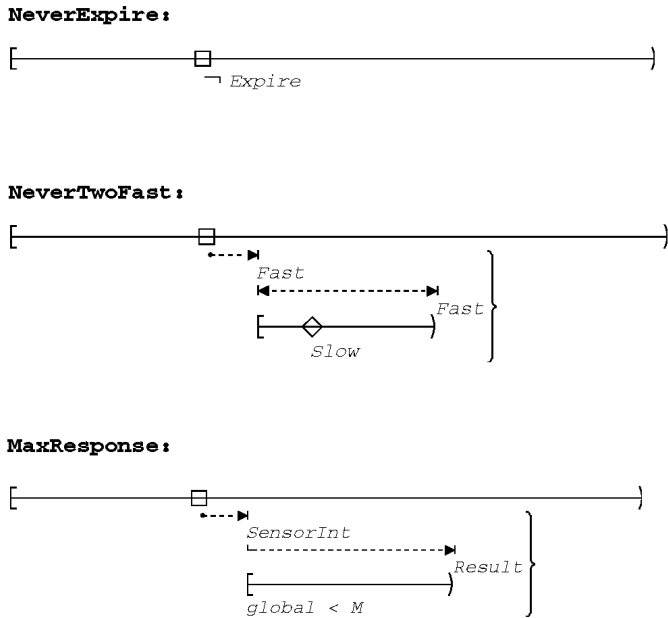 NeverExpire:
¬ Expire
NeverTwoFast:
Fast
Fast
Slow
MaxResponse:
SensorInt
Result
global < M